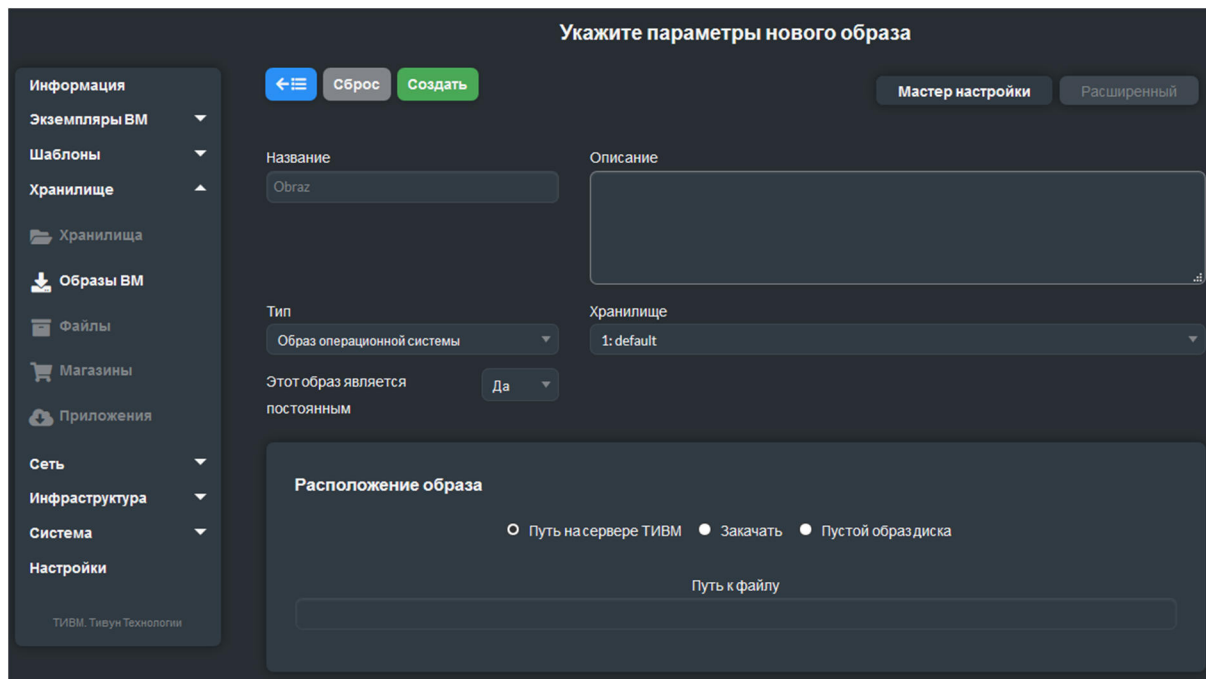 Укажите параметры нового образа
Информация
Экземпляры ВМ
Шаблоны
Хранилище
Хранилища
Образы ВМ
Файлы
Магазины
Приложения
Сеть
Инфраструктура
Система
Настройки
ТИВМ, Тивун Технологии
Сброс
Создать
Мастер настройки
Расширенный
Название
Описание
Obraz
Тип
Хранилище
Образ операционной системы
1: default
Этот образ является
Да
постоянным
Расположение образа
Путь на сервере ТИВМ Закачать Пустой образ диска
Путь к файлу